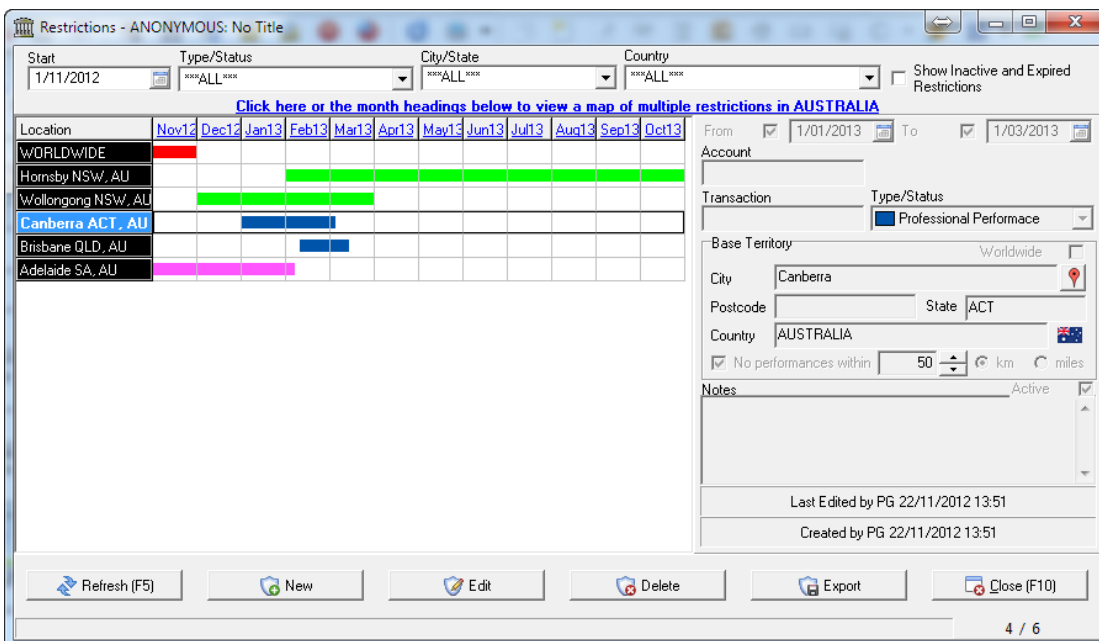 Restrictions - ANONYMOUS: No Title
Start Type/Status City/State Country
1/11/2012 ***ALL*** ***ALL*** ***ALL*** Show Inactive and Expired Restrictions
Click here or the month headings below to view a map of multiple restrictions in AUSTRALIA
Location Nov12 Dec12 Jan13 Feb13 Mar13 Apr13 May13 Jun13 Jul13 Aug13 Sep13 Oct13
WORLDWIDE
Hornsby NSW, AU
Wollongong NSW, AU
Canberra ACT, AU
Brisbane QLD, AU
Adelaide SA, AU
From 1/01/2013 To 1/03/2013
Account
Transaction Type/Status
Professional Performace
Base Territory Worldwide
City Canberra
Postcode State ACT
Country AUSTRALIA
No performances within 50 km miles
Notes Active
Last Edited by PG 22/11/2012 13:51
Created by PG 22/11/2012 13:51
Refresh (F5) New Edit Delete Export Close (F10)
4 / 6